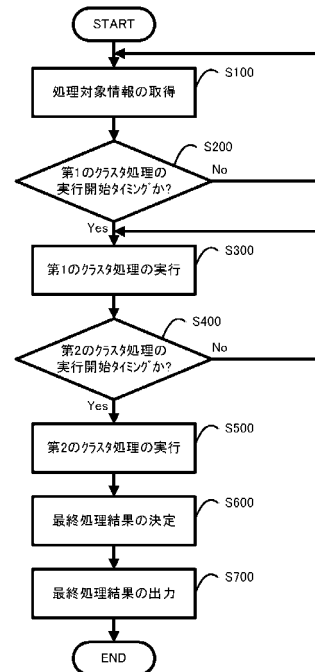 START
処理対象情報の取得
S100
第1のクラスタ処理の
実行開始タイミングか?
S200
No
Yes
第1のクラスタ処理の実行
S300
第2のクラスタ処理の
実行開始タイミングか?
S400
No
Yes
第2のクラスタ処理の実行
S500
最終処理結果の決定
S600
最終処理結果の出力
S700
END